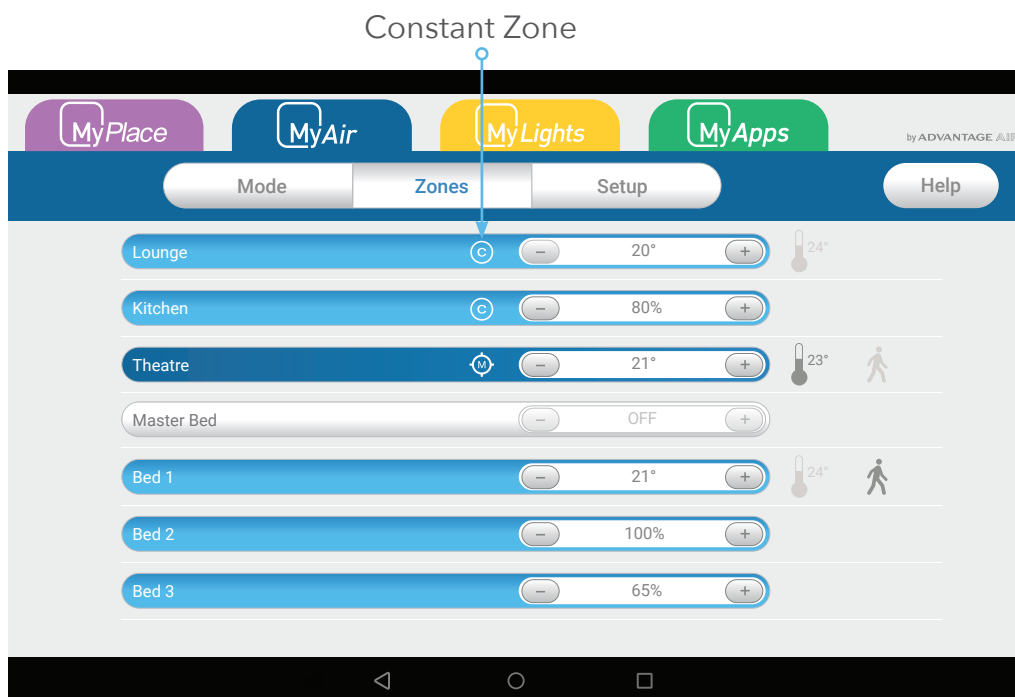 Constant Zone
MyPlace MyAir MyLights MyApps by ADVANTAGE AIR
Mode Zones Setup Help
Lounge C − 20° + 24°
Kitchen C − 80% +
Theatre M − 21° + 23°
Master Bed − OFF +
Bed 1 − 21° + 24°
Bed 2 − 100% +
Bed 3 − 65% +